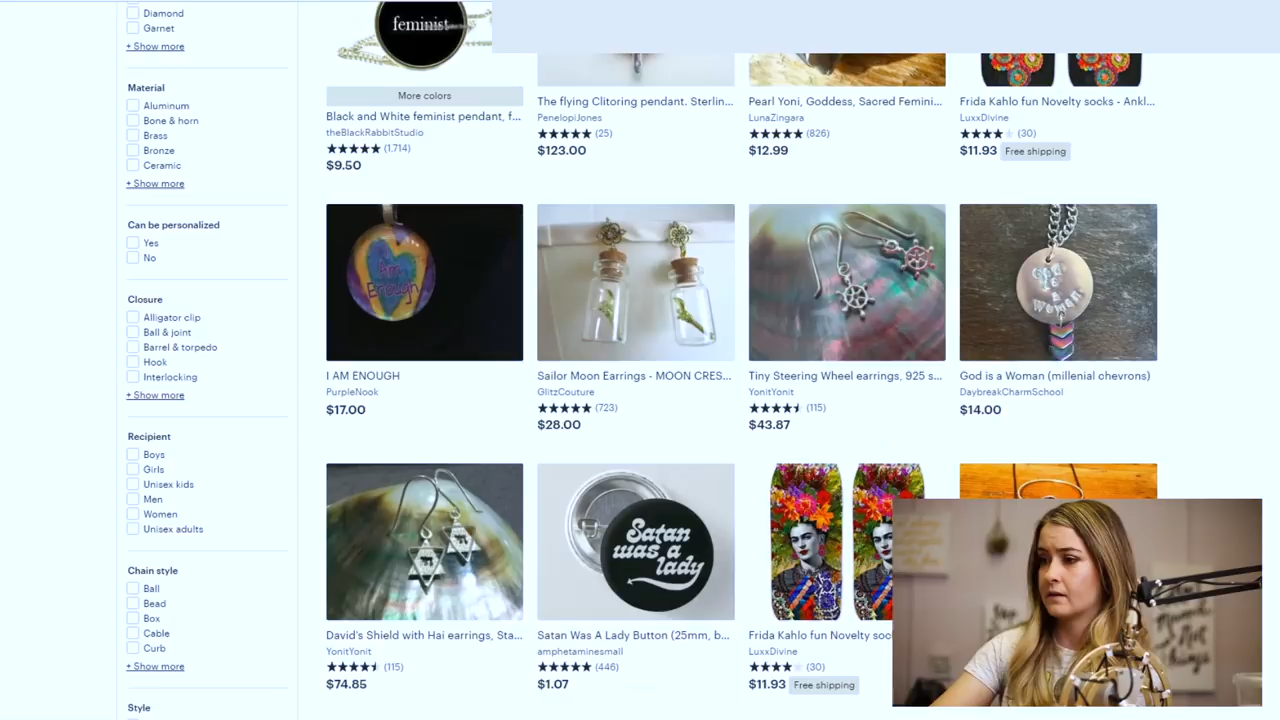 Diamond
Garnet
+ Show more
Material
Aluminum
Bone & horn
Brass
Bronze
Ceramic
+ Show more
Can be personalized
Yes
No
Closure
Alligator clip
Ball & joint
Barrel & torpedo
Hook
Interlocking
+ Show more
Recipient
Boys
Girls
Unisex kids
Men
Women
Unisex adults
Chain style
Ball
Bead
Box
Cable
Curb
+ Show more
Style
feminist
More colors
Black and White feminist pendant, f...
theBlackRabbitStudio
(1,714)
$9.50
The flying Clitoring pendant. Sterlin...
PenelopiJones
(25)
$123.00
Pearl Yoni, Goddess, Sacred Femini...
LunaZingara
(826)
$12.99
Frida Kahlo fun Novelty socks - Ankl...
LuxxDivine
(30)
$11.93 Free shipping
I Am
Enough
I AM ENOUGH
PurpleNook
$17.00
Sailor Moon Earrings - MOON CRES...
GlitzCouture
(723)
$28.00
Tiny Steering Wheel earrings, 925 s...
YonitYonit
(115)
$43.87
God
is a
Woman
God is a Woman (millenial chevrons)
DaybreakCharmSchool
$14.00
David's Shield with Hai earrings, Sta...
YonitYonit
(115)
$74.85
Satan
was a
lady
Satan Was A Lady Button (25mm, b...
amphetaminesmall
(446)
$1.07
Frida Kahlo fun Novelty soc
LuxxDivine
(30)
$11.93 Free shipping